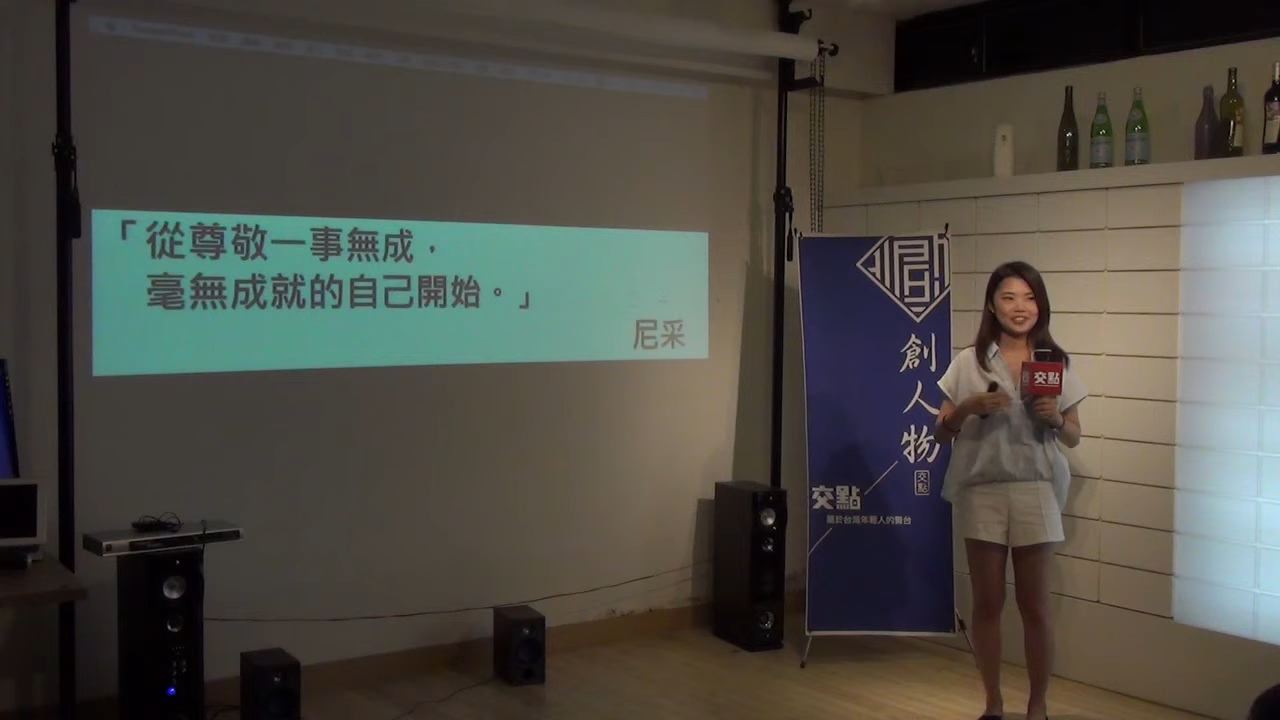 「從尊敬一事無成，
毫無成就的自己開始。」
尼采
創人物
交點
交點
屬於台灣年輕人的舞台
交點